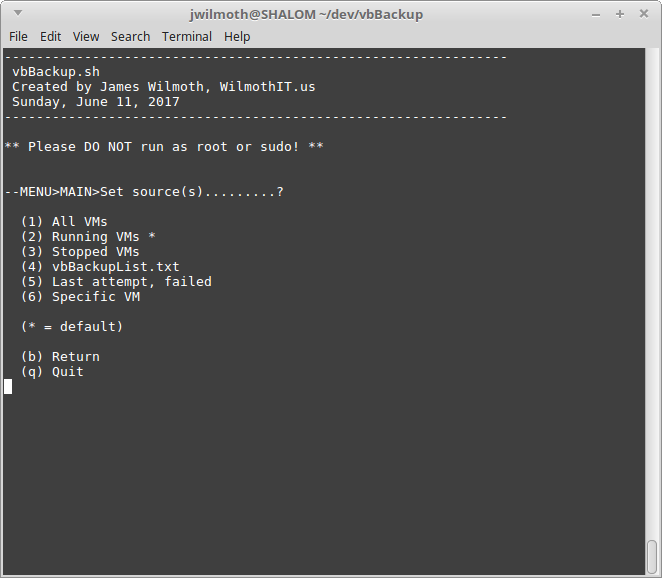 jwilmoth@SHALOM ~/dev/vbBackup
File Edit View Search Terminal Help
---------------------------------------------------------------
vbBackup.sh
Created by James Wilmoth, WilmothIT.us
Sunday, June 11, 2017
---------------------------------------------------------------
** Please DO NOT run as root or sudo! **
--MENU>MAIN>Set source(s).........?
(1) All VMs
(2) Running VMs *
(3) Stopped VMs
(4) vbBackupList.txt
(5) Last attempt, failed
(6) Specific VM
(* = default)
(b) Return
(q) Quit